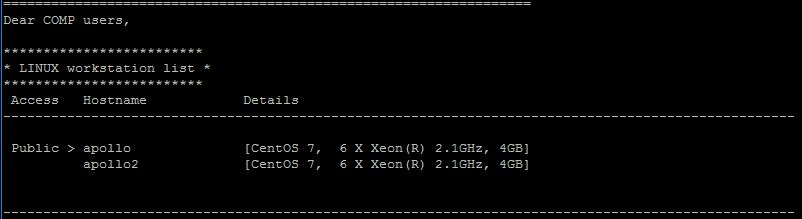 ==================================================================
Dear COMP users,
*************************
* LINUX workstation list *
*************************
Access Hostname Details
---------------------------------------------------------------------------------------------------
Public > apollo [CentOS 7, 6 X Xeon(R) 2.1GHz, 4GB]
apollo2 [CentOS 7, 6 X Xeon(R) 2.1GHz, 4GB]
---------------------------------------------------------------------------------------------------